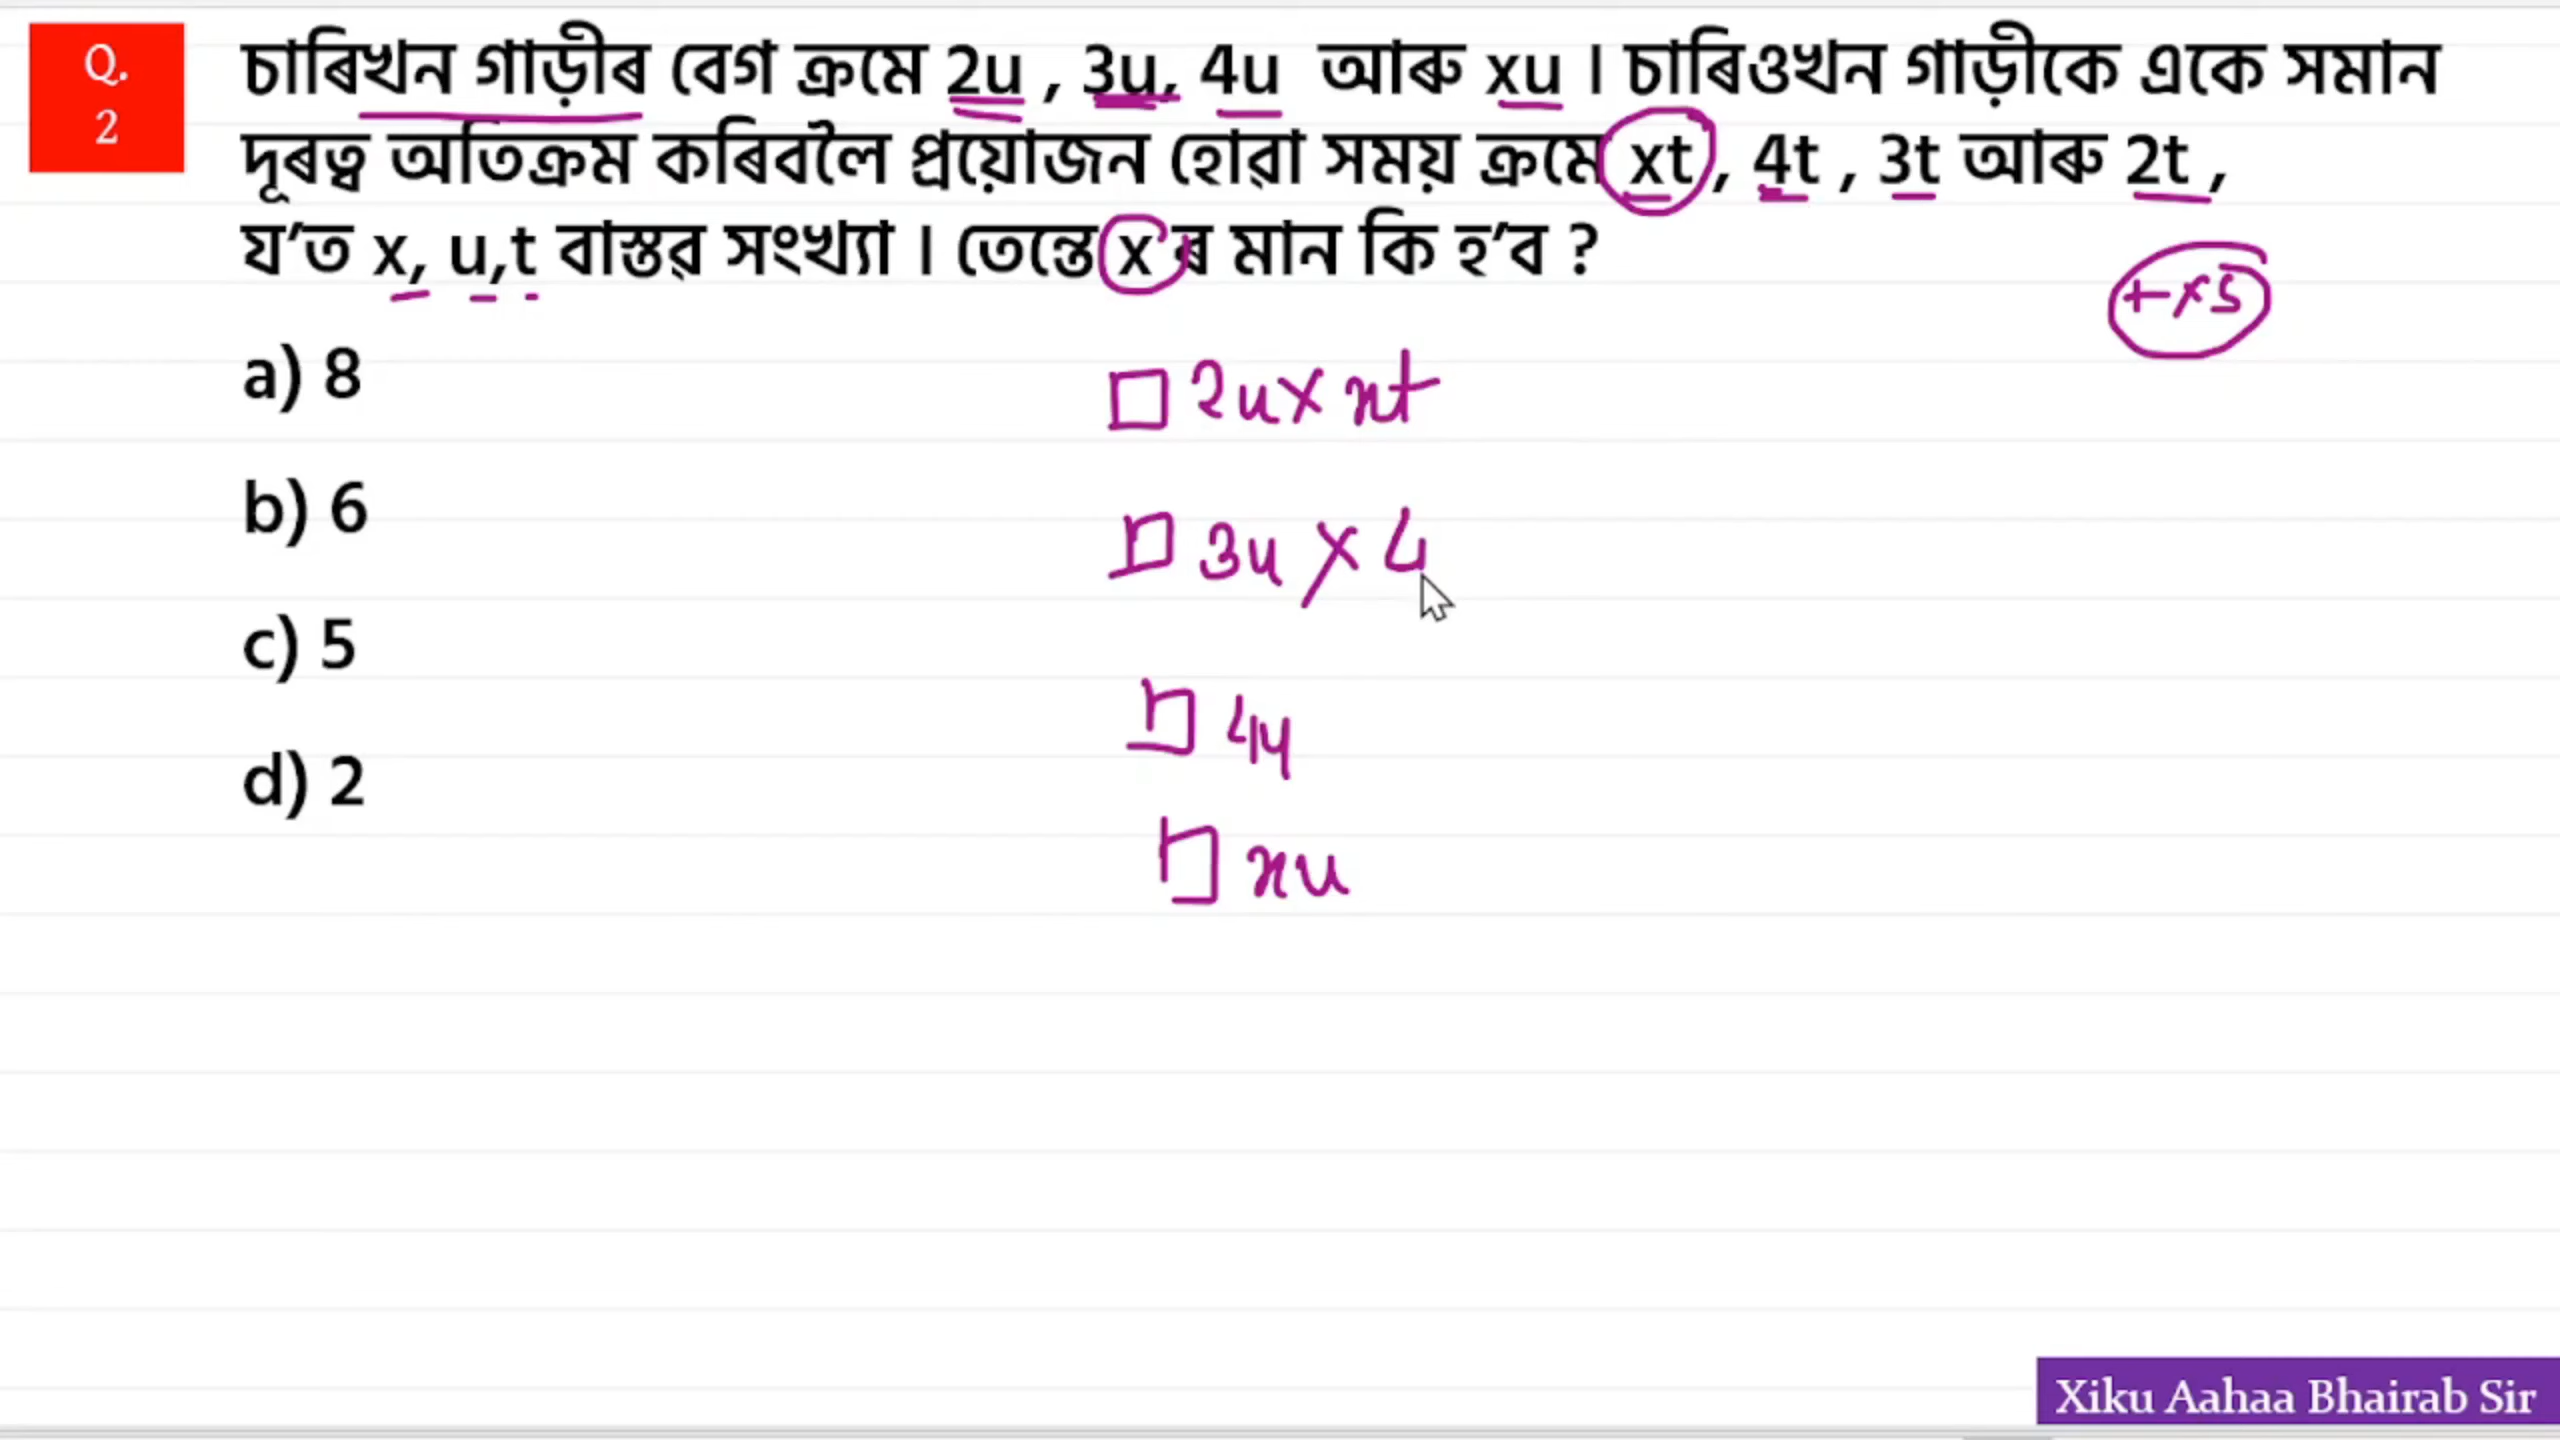 Q.
2
চাৰিখন গাড়ীৰ বেগ ক্ৰমে 2u , 3u, 4u আৰু xu । চাৰিওখন গাড়ীকে একে সমান
দূৰত্ব অতিক্ৰম কৰিবলৈ প্ৰয়োজন হোৱা সময় ক্ৰমে xt , 4t , 3t আৰু 2t ,
য’ত x, u,t বাস্তৱ সংখ্যা । তেন্তে x ৰ মান কি হ’ব ?
a) 8
b) 6
c) 5
d) 2
2u x xt
3u x 4
4u
xu
Xiku Aahaa Bhairab Sir